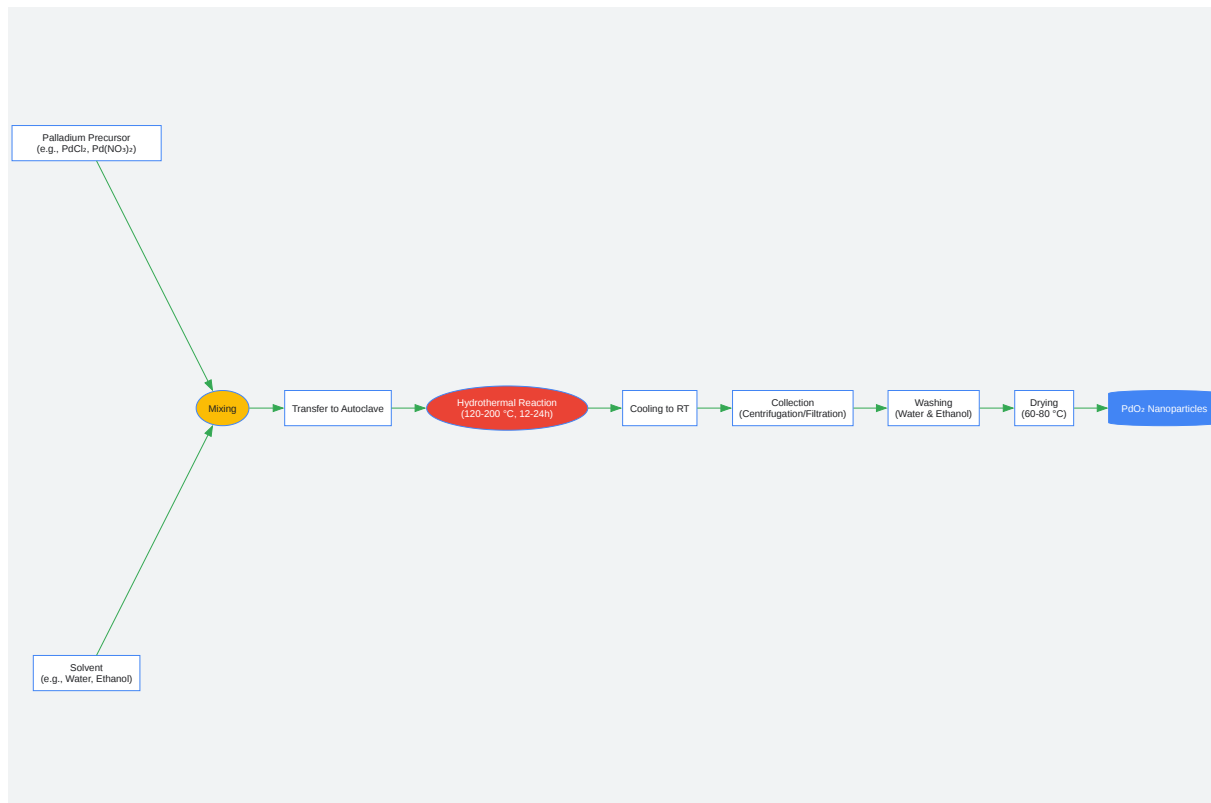 Palladium Precursor
(e.g., PdCl₂, Pd(NO₃)₂)
Mixing
Transfer to Autoclave
Hydrothermal Reaction
(120-200 °C, 12-24h)
Cooling to RT
Collection
(Centrifugation/Filtration)
Washing
(Water & Ethanol)
Drying
(60-80 °C)
PdO₂ Nanoparticles
Solvent
(e.g., Water, Ethanol)